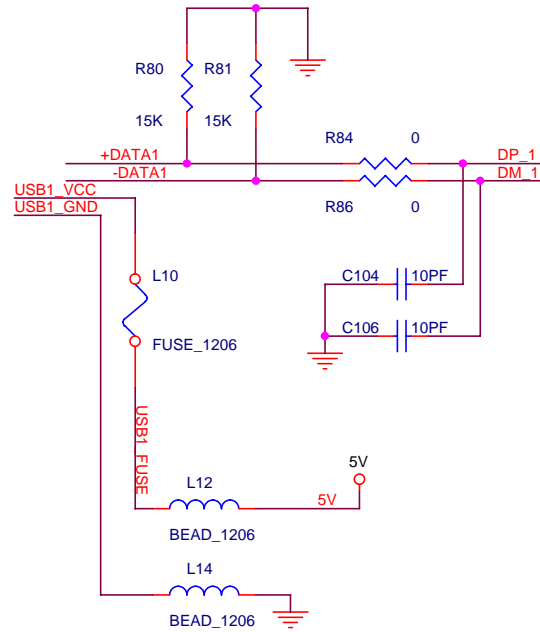 R80
R81
15K
15K
R84
0
+DATA1
DP_1
-DATA1
DM_1
USB1_VCC
USB1_GND
R86
0
L10
C104
10PF
C106
10PF
FUSE_1206
USB1_FUSE
5V
L12
5V
BEAD_1206
L14
BEAD_1206